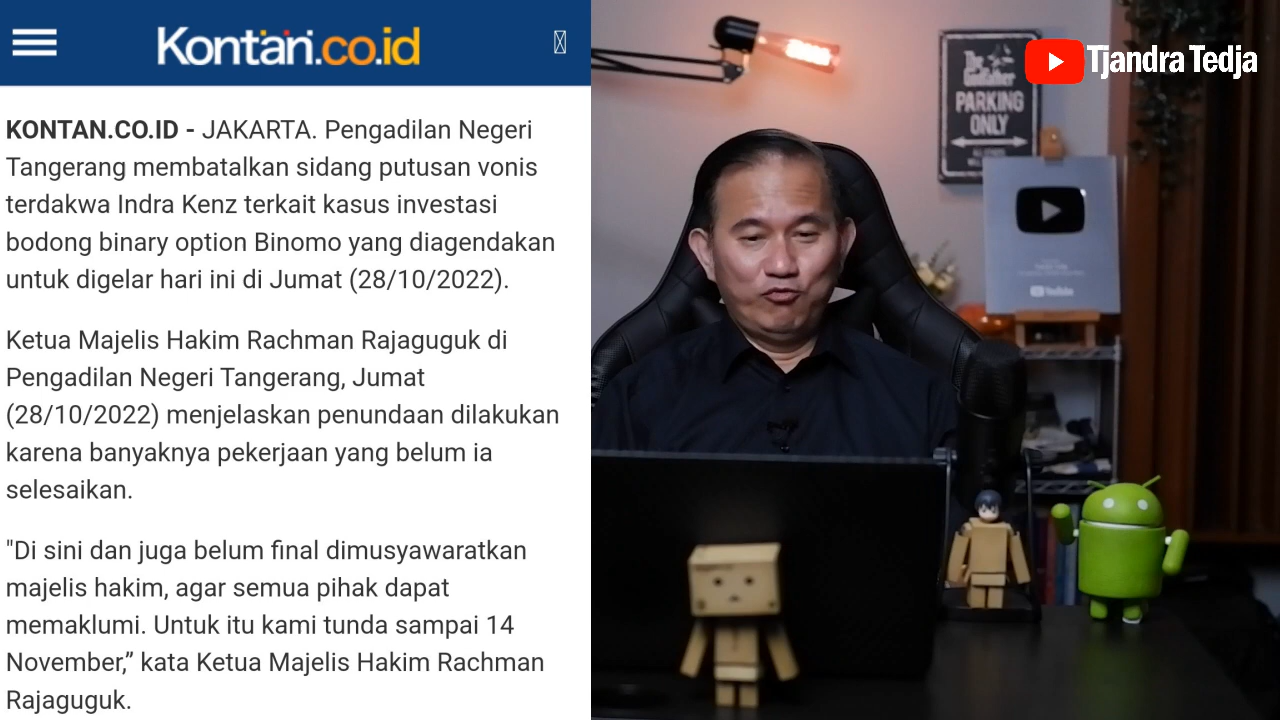 Kontan.co.id
KONTAN.CO.ID - JAKARTA. Pengadilan Negeri
Tangerang membatalkan sidang putusan vonis
terdakwa Indra Kenz terkait kasus investasi
bodong binary option Binomo yang diagendakan
untuk digelar hari ini di Jumat (28/10/2022).
Ketua Majelis Hakim Rachman Rajaguguk di
Pengadilan Negeri Tangerang, Jumat
(28/10/2022) menjelaskan penundaan dilakukan
karena banyaknya pekerjaan yang belum ia
selesaikan.
"Di sini dan juga belum final dimusyawaratkan
majelis hakim, agar semua pihak dapat
memaklumi. Untuk itu kami tunda sampai 14
November,” kata Ketua Majelis Hakim Rachman
Rajaguguk.
Tjandra Tedja
The
Godfather
PARKING
ONLY
YouTube